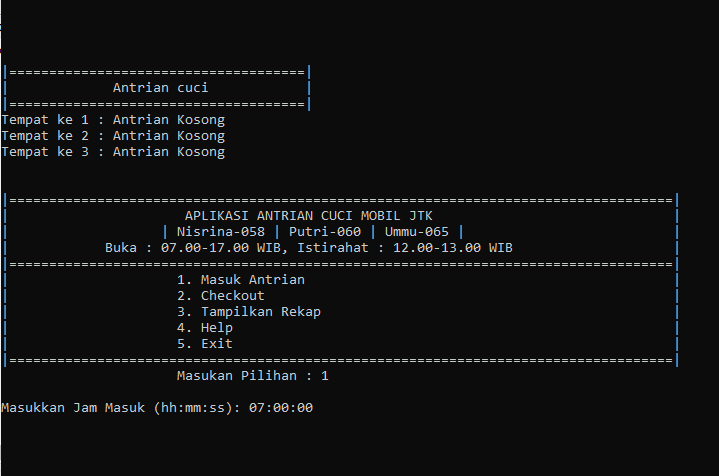 |=====================================|
|             Antrian cuci            |
|=====================================|
Tempat ke 1 : Antrian Kosong
Tempat ke 2 : Antrian Kosong
Tempat ke 3 : Antrian Kosong
|===================================================================================|
|                      APLIKASI ANTRIAN CUCI MOBIL JTK                              |
|                   | Nisrina-058 | Putri-060 | Ummu-065 |                          |
|            Buka : 07.00-17.00 WIB, Istirahat : 12.00-13.00 WIB                    |
|===================================================================================|
|                     1. Masuk Antrian                                              |
|                     2. Checkout                                                   |
|                     3. Tampilkan Rekap                                            |
|                     4. Help                                                       |
|                     5. Exit                                                       |
|===================================================================================|
                      Masukan Pilihan : 1
Masukkan Jam Masuk (hh:mm:ss): 07:00:00